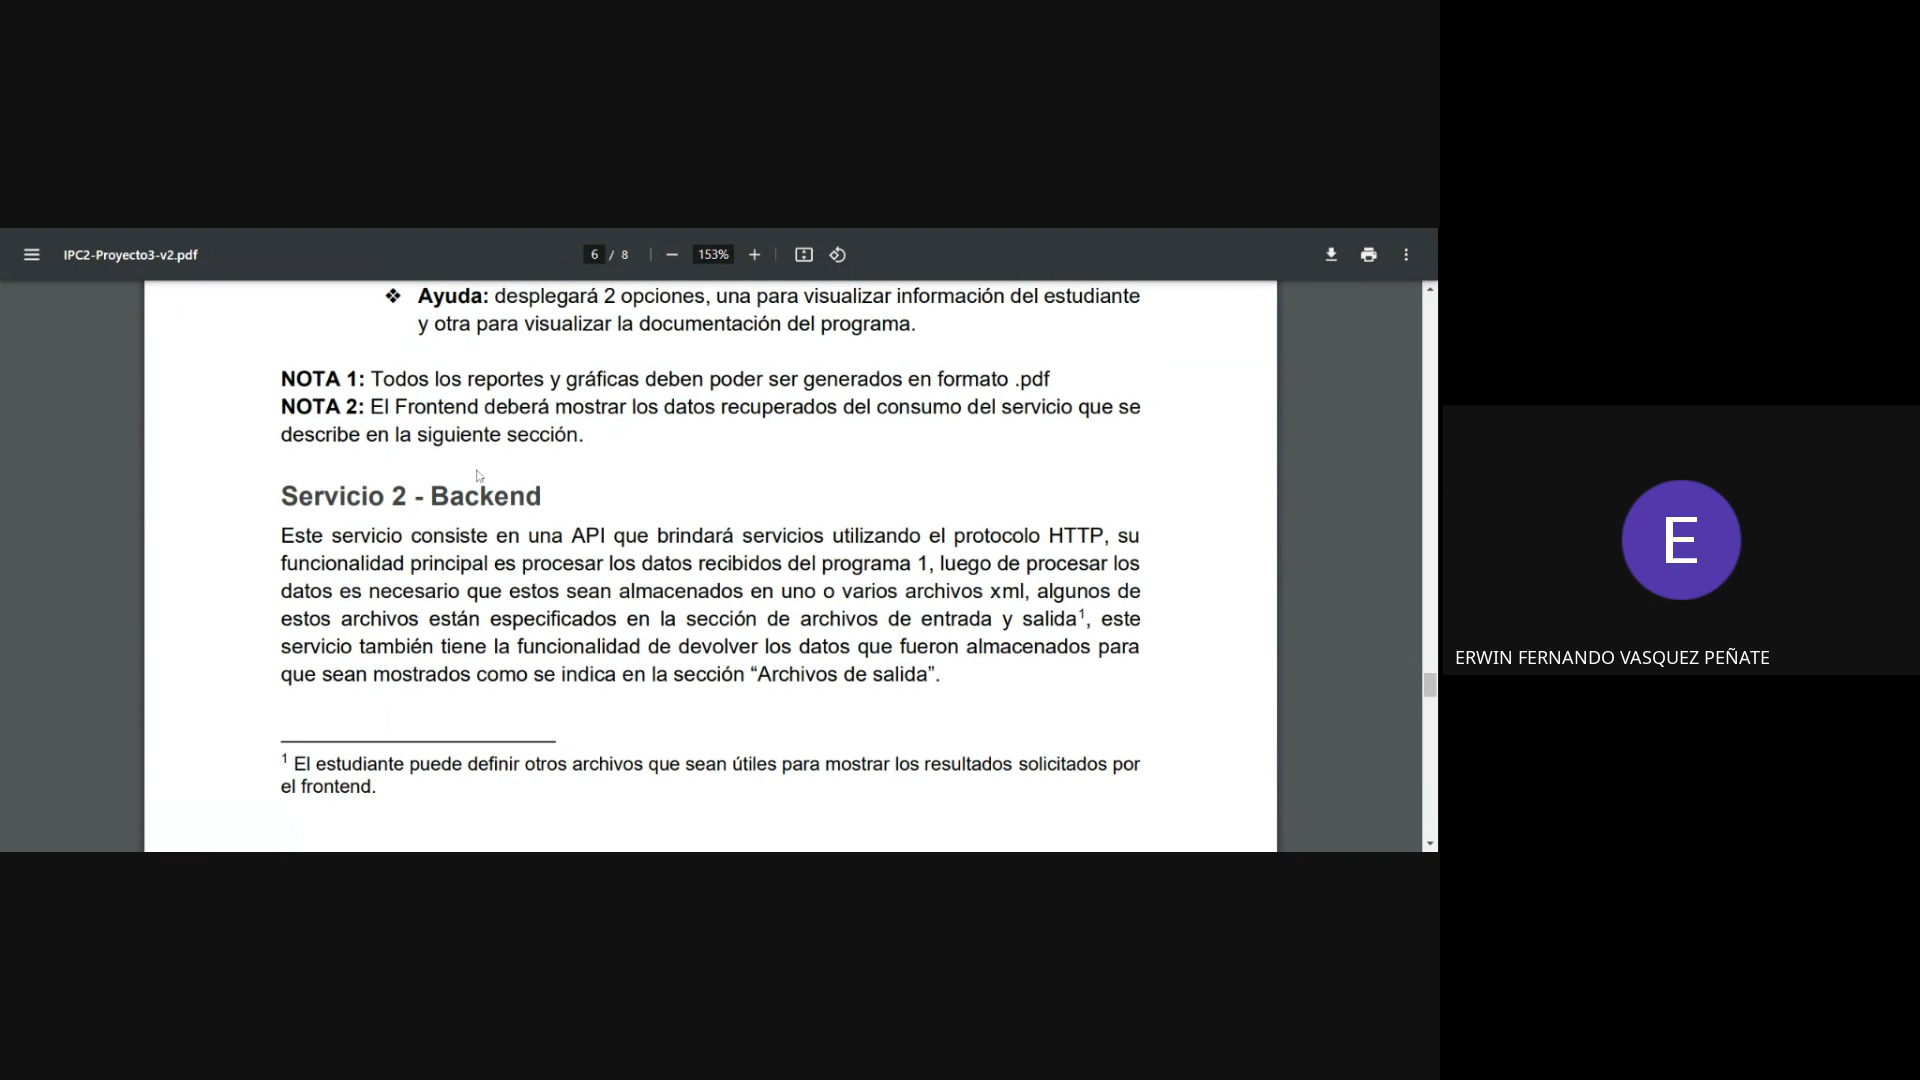 IPC2-Proyecto3-v2.pdf
6 / 8
153%
❖ Ayuda: desplegará 2 opciones, una para visualizar información del estudiante
y otra para visualizar la documentación del programa.
NOTA 1: Todos los reportes y gráficas deben poder ser generados en formato .pdf
NOTA 2: El Frontend deberá mostrar los datos recuperados del consumo del servicio que se
describe en la siguiente sección.
Servicio 2 - Backend
Este servicio consiste en una API que brindará servicios utilizando el protocolo HTTP, su
funcionalidad principal es procesar los datos recibidos del programa 1, luego de procesar los
datos es necesario que estos sean almacenados en uno o varios archivos xml, algunos de
estos archivos están especificados en la sección de archivos de entrada y salida¹, este
servicio también tiene la funcionalidad de devolver los datos que fueron almacenados para
que sean mostrados como se indica en la sección “Archivos de salida”.
¹ El estudiante puede definir otros archivos que sean útiles para mostrar los resultados solicitados por
el frontend.
E
ERWIN FERNANDO VASQUEZ PEÑATE